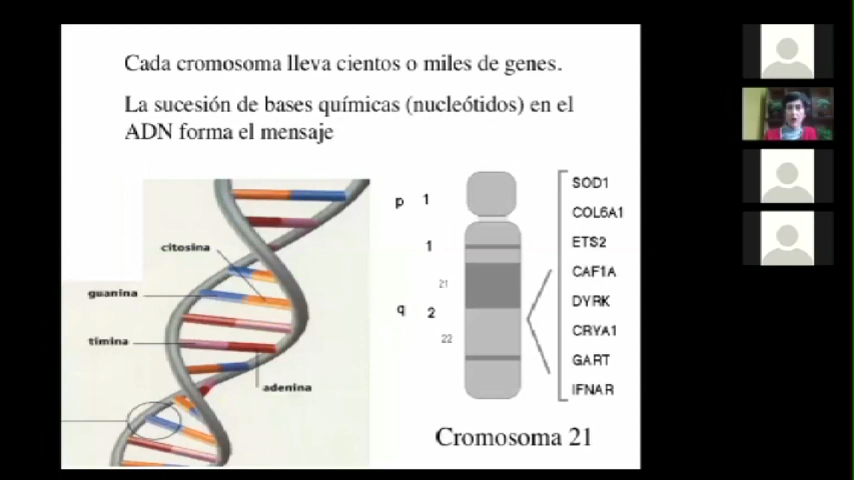 Cada cromosoma lleva cientos o miles de genes.
La sucesión de bases químicas (nucleótidos) en el
ADN forma el mensaje
citosina
guanina
timina
adenina
p 1
1
21
q 2
22
SOD1
COL6A1
ETS2
CAF1A
DYRK
CRYA1
GART
IFNAR
Cromosoma 21